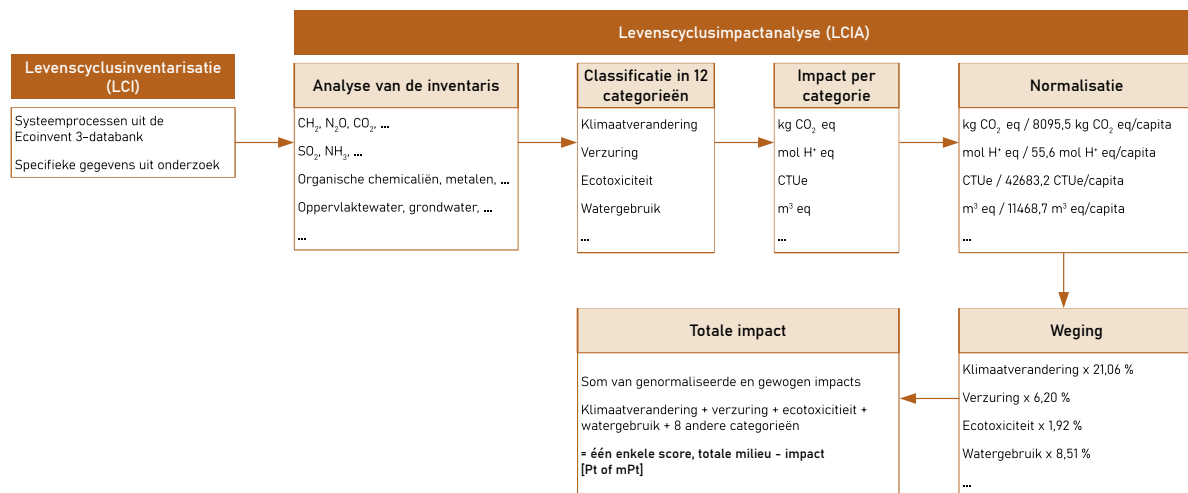 Levenscyclusimpactanalyse (LCIA)
Levenscyclusinventarisatie
(LCI)
Systeemprocessen uit de
Ecoinvent 3-databank
Specifieke gegevens uit onderzoek
Analyse van de inventaris
CH₂, N₂O, CO₂, ...
SO₂, NH₃, ...
Organische chemicaliën, metalen, ...
Oppervlaktewater, grondwater, ...
...
Classificatie in 12
categorieën
Klimaatverandering
Verzuring
Ecotoxiciteit
Watergebruik
...
Impact per
categorie
kg CO₂ eq
mol H⁺ eq
CTUe
m³ eq
...
Normalisatie
kg CO₂ eq / 8095,5 kg CO₂ eq/capita
mol H⁺ eq / 55,6 mol H⁺ eq/capita
CTUe / 42683,2 CTUe/capita
m³ eq / 11468,7 m³ eq/capita
...
Weging
Klimaatverandering x 21,06 %
Verzuring x 6,20 %
Ecotoxiciteit x 1,92 %
Watergebruik x 8,51 %
...
Totale impact
Som van genormaliseerde en gewogen impacts
Klimaatverandering + verzuring + ecotoxicitieit +
watergebruik + 8 andere categorieën
= één enkele score, totale milieu - impact
[Pt of mPt]